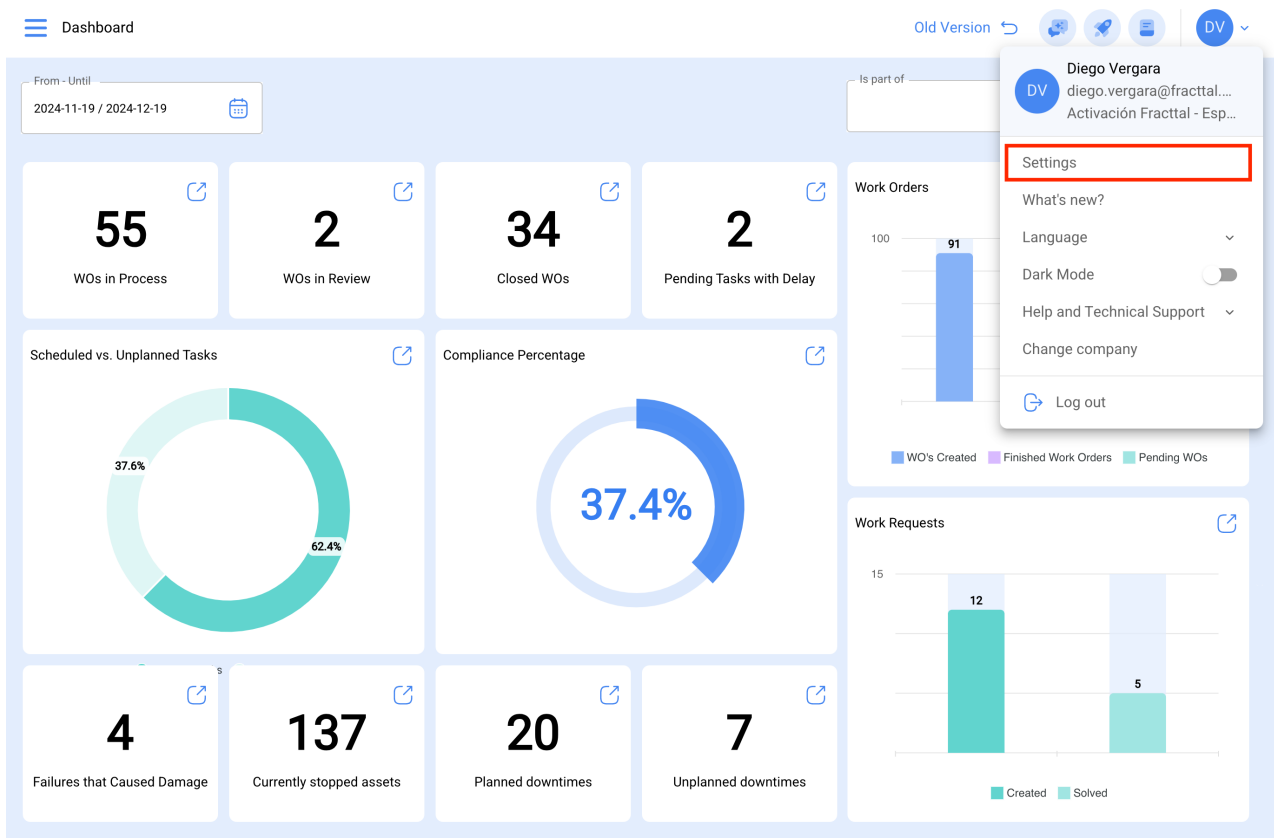 Dashboard
Old Version
DV
From - Until
2024-11-19 / 2024-12-19
Is part of
DV
Diego Vergara
diego.vergara@fracttal....
Activación Fracttal - Esp...
Settings
What's new?
Language
Dark Mode
Help and Technical Support
Change company
Log out
55
WOs in Process
2
WOs in Review
34
Closed WOs
2
Pending Tasks with Delay
Work Orders
100
91
WO's Created
Finished Work Orders
Pending WOs
Scheduled vs. Unplanned Tasks
37.6%
62.4%
s
Compliance Percentage
37.4%
Work Requests
15
12
5
Created
Solved
4
Failures that Caused Damage
137
Currently stopped assets
20
Planned downtimes
7
Unplanned downtimes